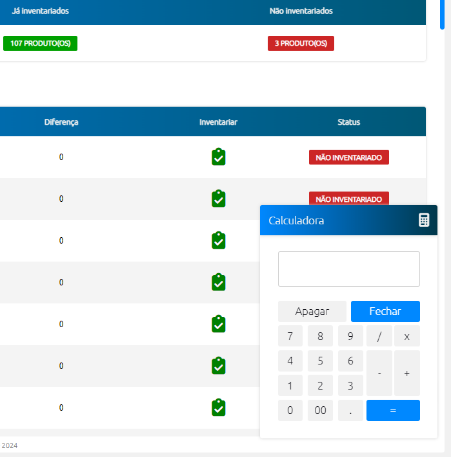 Já inventariados Não inventariados
107 PRODUTO(OS) 3 PRODUTO(OS)
Diferença Inventariar Status
0 NÃO INVENTARIADO
0 NÃO INVENTARIADO
0
0
0
0
0
Calculadora
Apagar Fechar
7 8 9 / x
4 5 6 - +
1 2 3
0 00 . =
2024